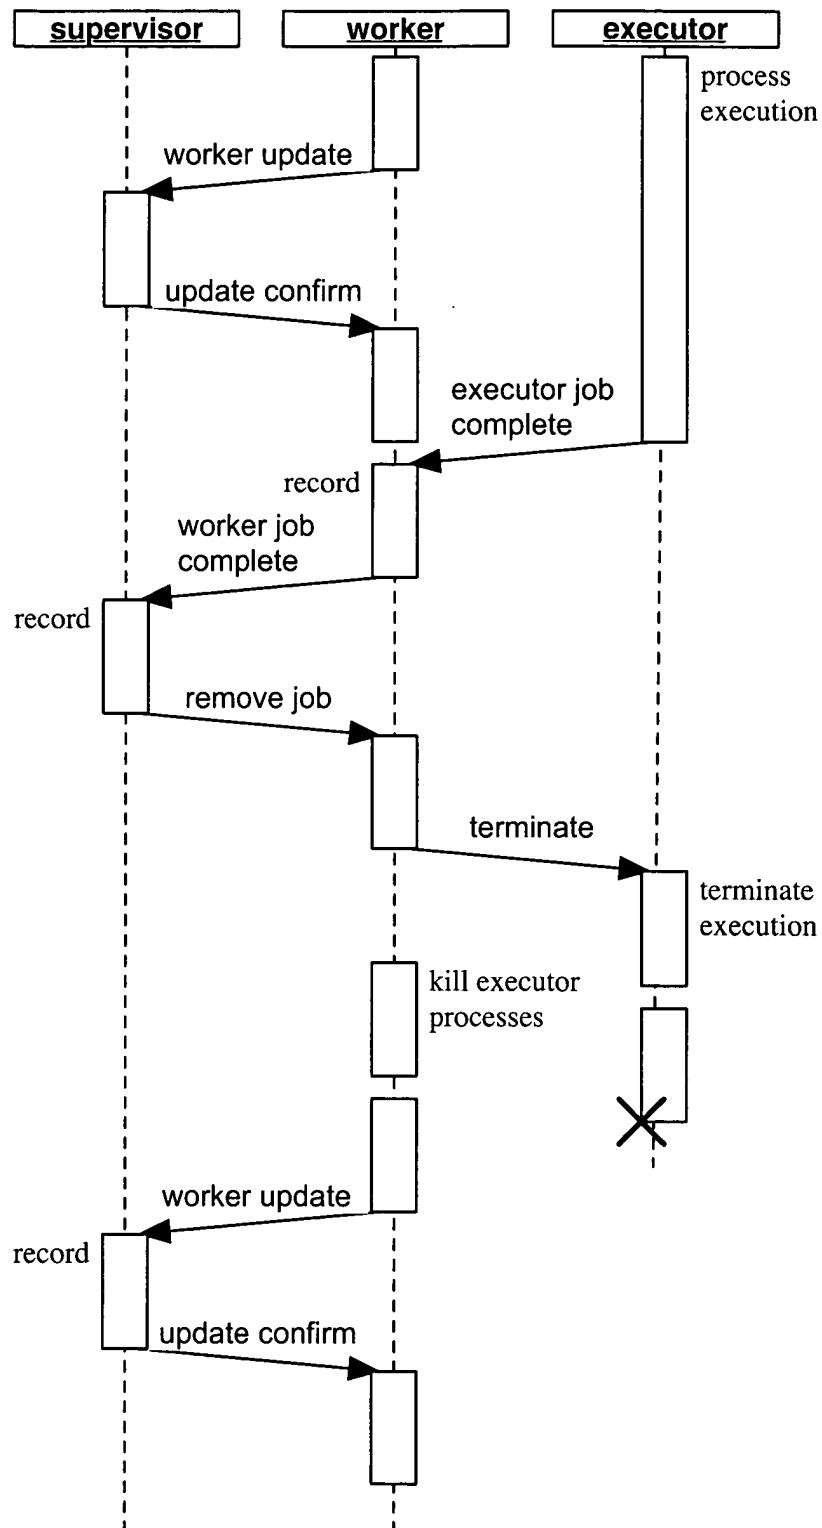 supervisor
worker
executor
process
execution
worker update
update confirm
executor job
complete
record
worker job
complete
record
remove job
terminate
terminate
execution
kill executor
processes
worker update
record
update confirm